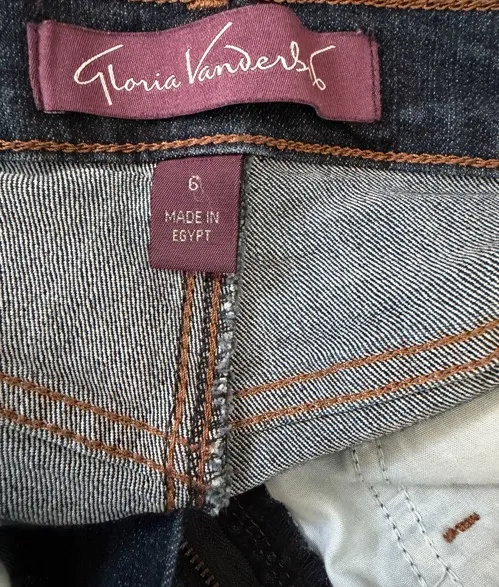 Gloria Vanderbilt
6
MADE IN
EGYPT